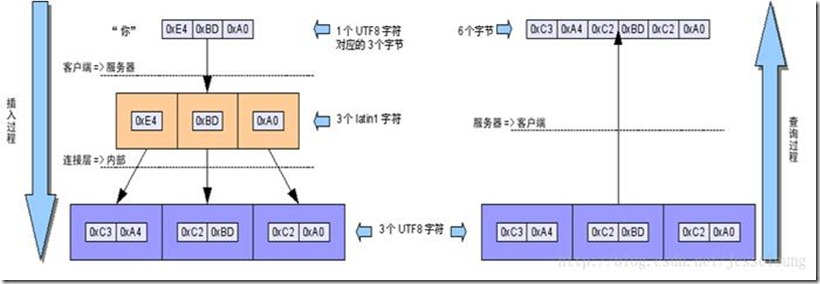 “ 你”
0xE4 0xBD 0xA0
1个 UTF8 字符
对应的 3个字节
6个字节
0xC3 0xA4 0xC2 0xBD 0xC2 0xA0
客户端 => 服务器
插入过程
0xE4 0xBD 0xA0
3个 latin1 字符
服务器 => 客户端
查询过程
连接层 => 内部
0xC3 0xA4 0xC2 0xBD 0xC2 0xA0
3个 UTF8 字符
0xC3 0xA4 0xC2 0xBD 0xC2 0xA0